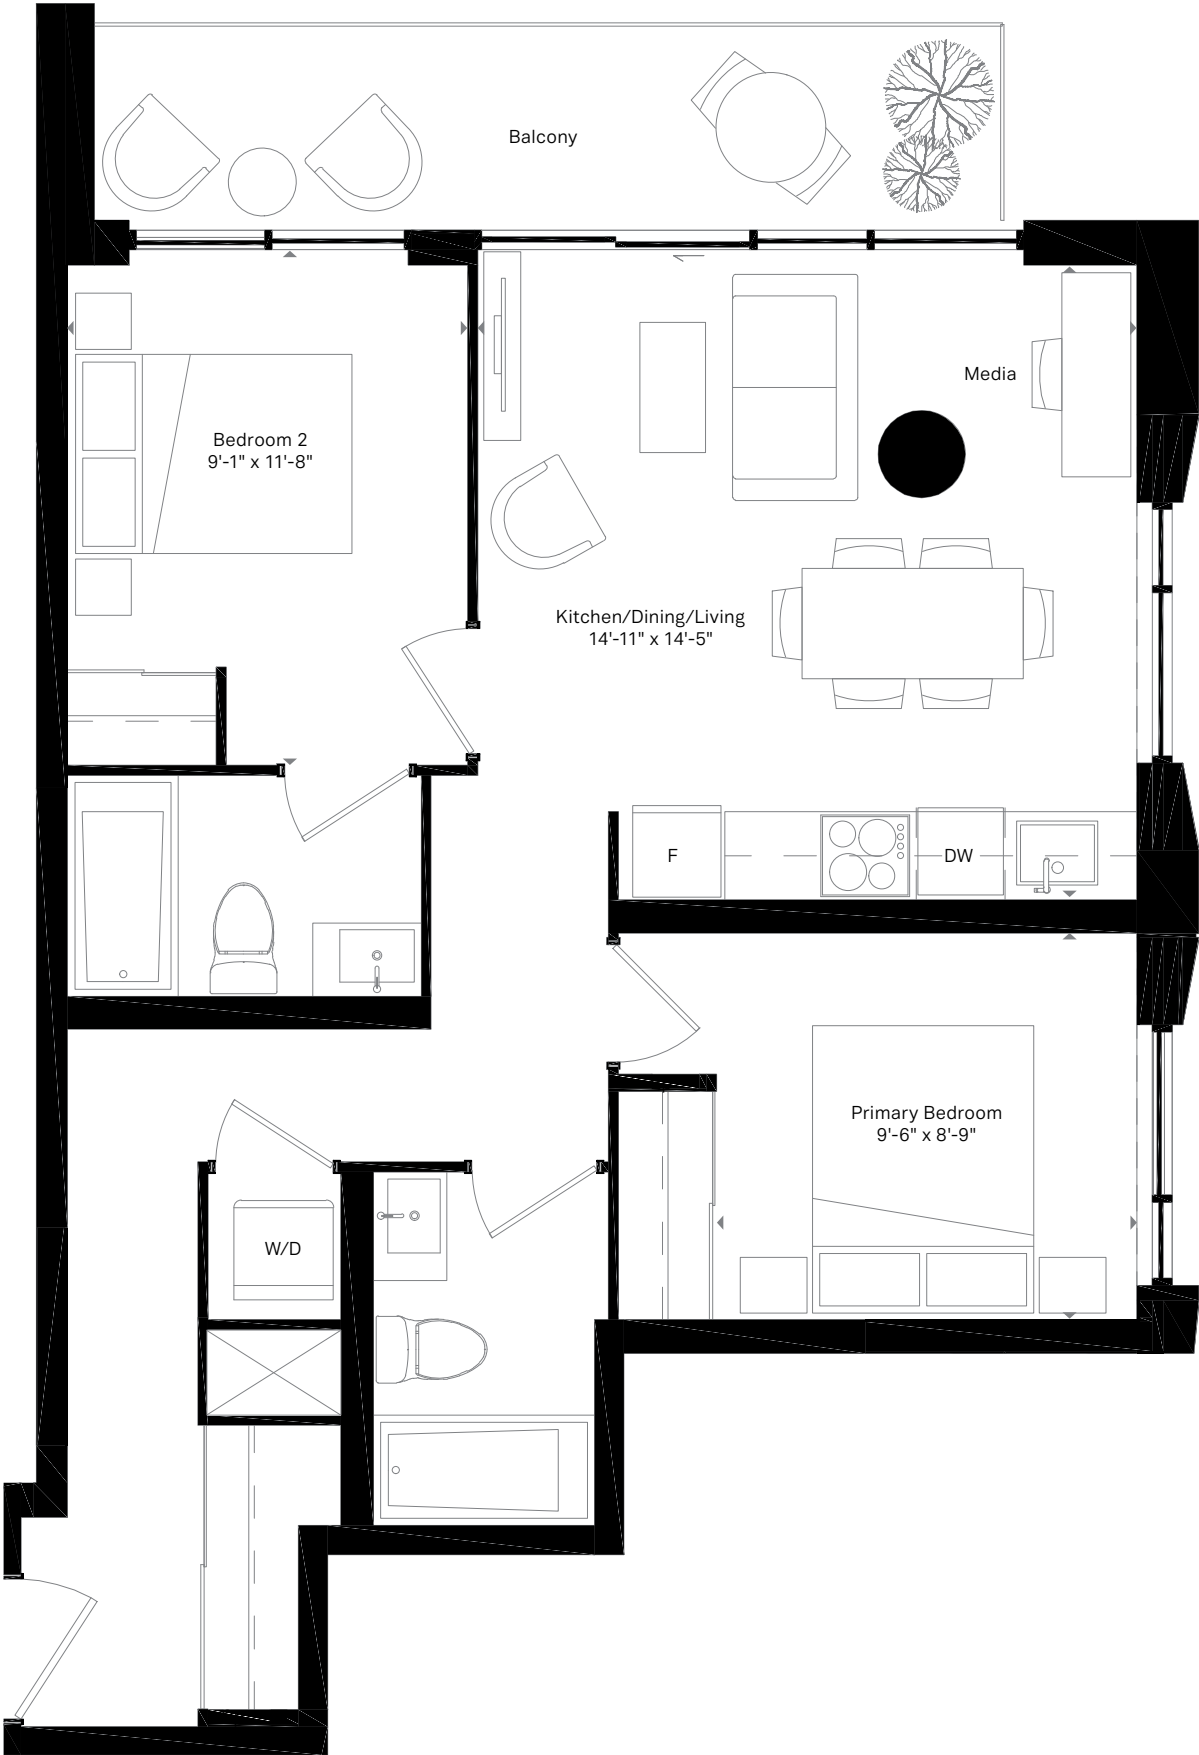 Balcony
Media
Bedroom 2
9'-1" x 11'-8"
Kitchen/Dining/Living
14'-11" x 14'-5"
F
DW
Primary Bedroom
9'-6" x 8'-9"
W/D